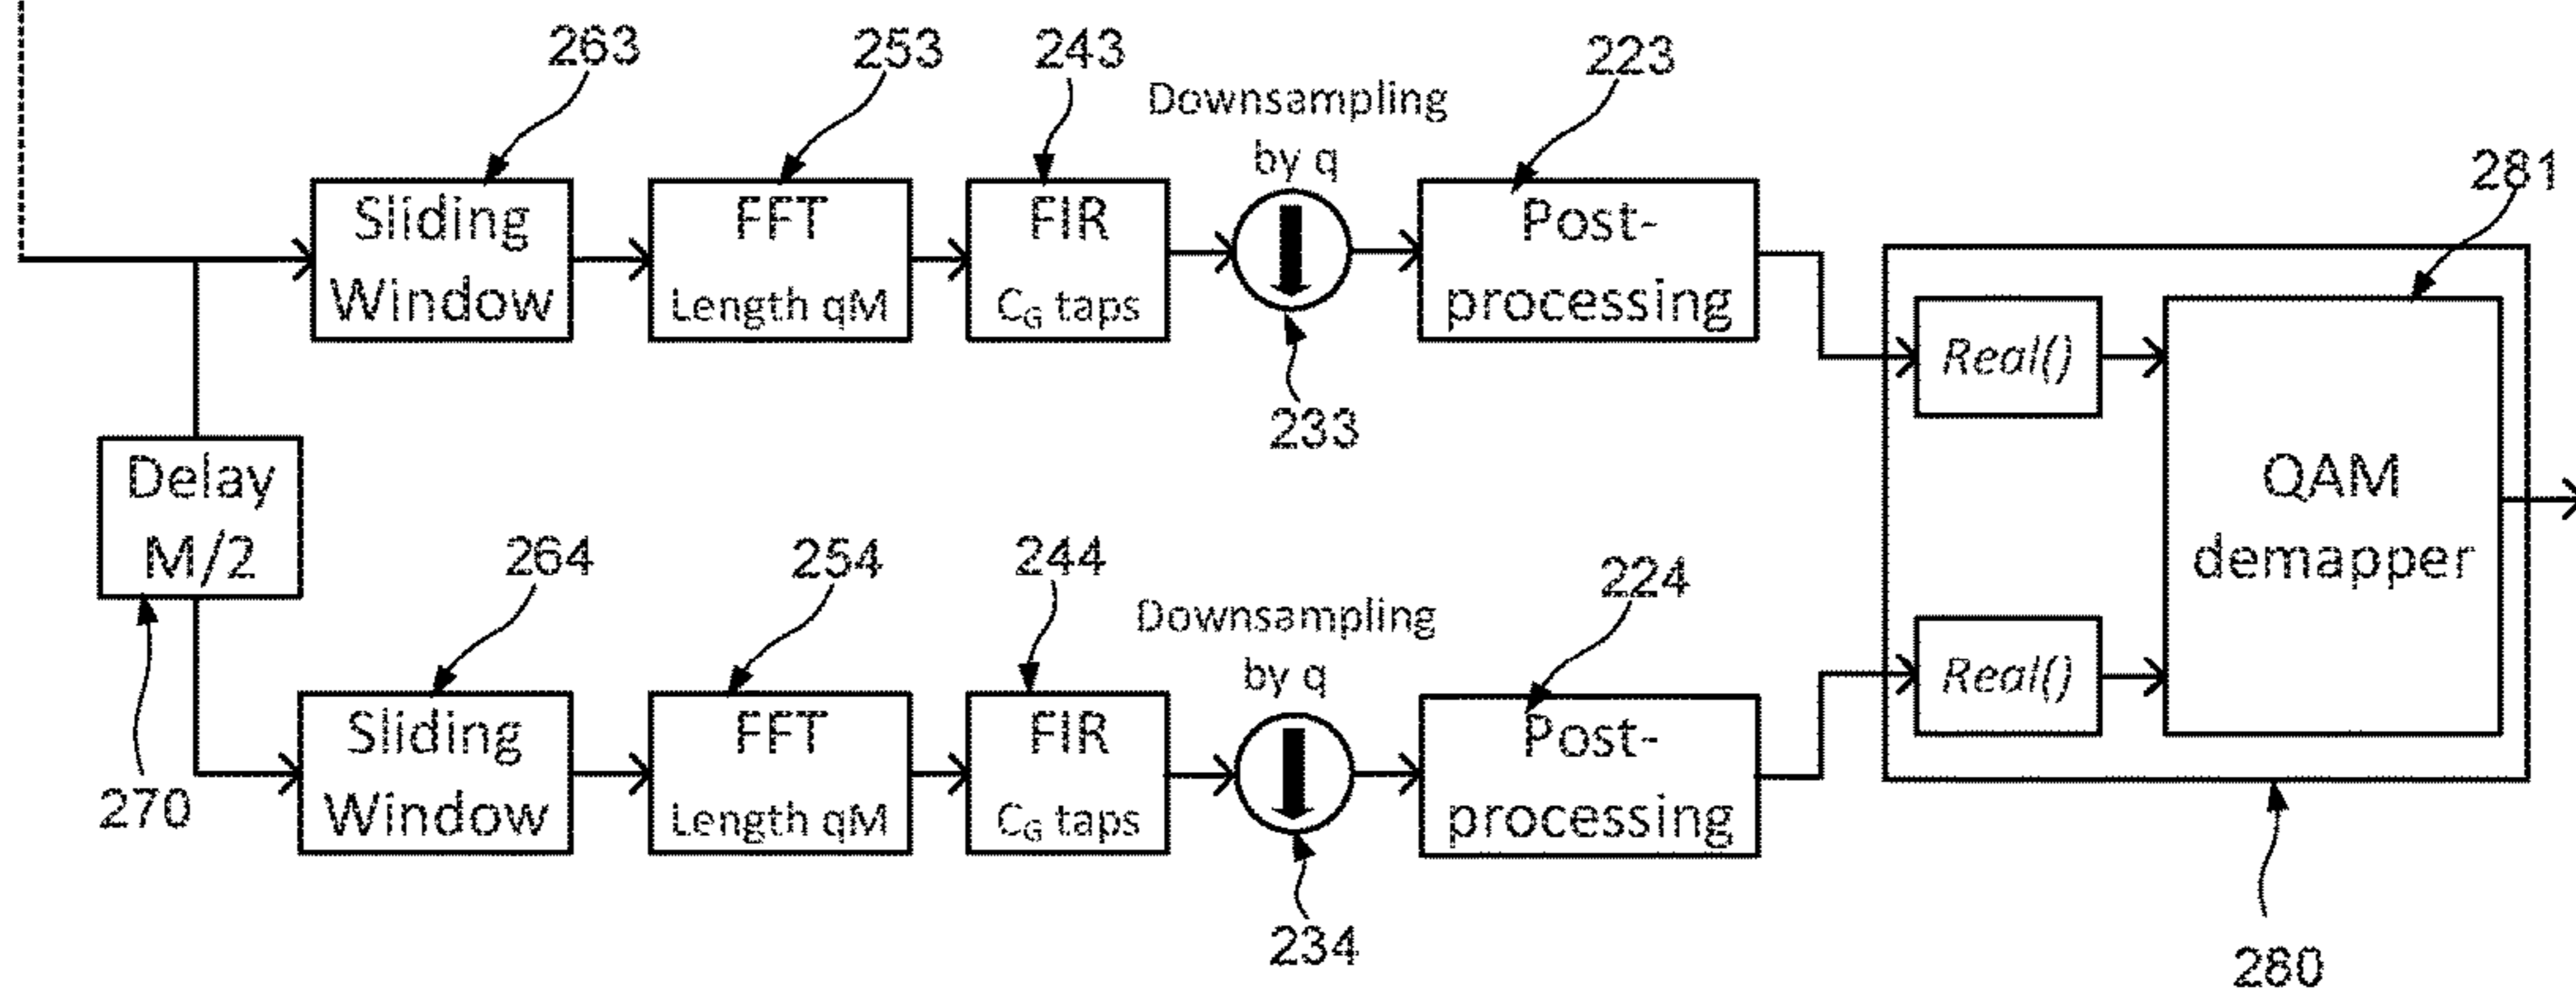 263
253
243
223
Downsampling
by q
281
Sliding
Window
FFT
Length qM
FIR
C_G taps
Post-
processing
Real()
233
Delay
M/2
QAM
demapper
270
264
254
244
Downsampling
by q
224
Real()
Sliding
Window
FFT
Length qM
FIR
C_G taps
Post-
processing
234
280